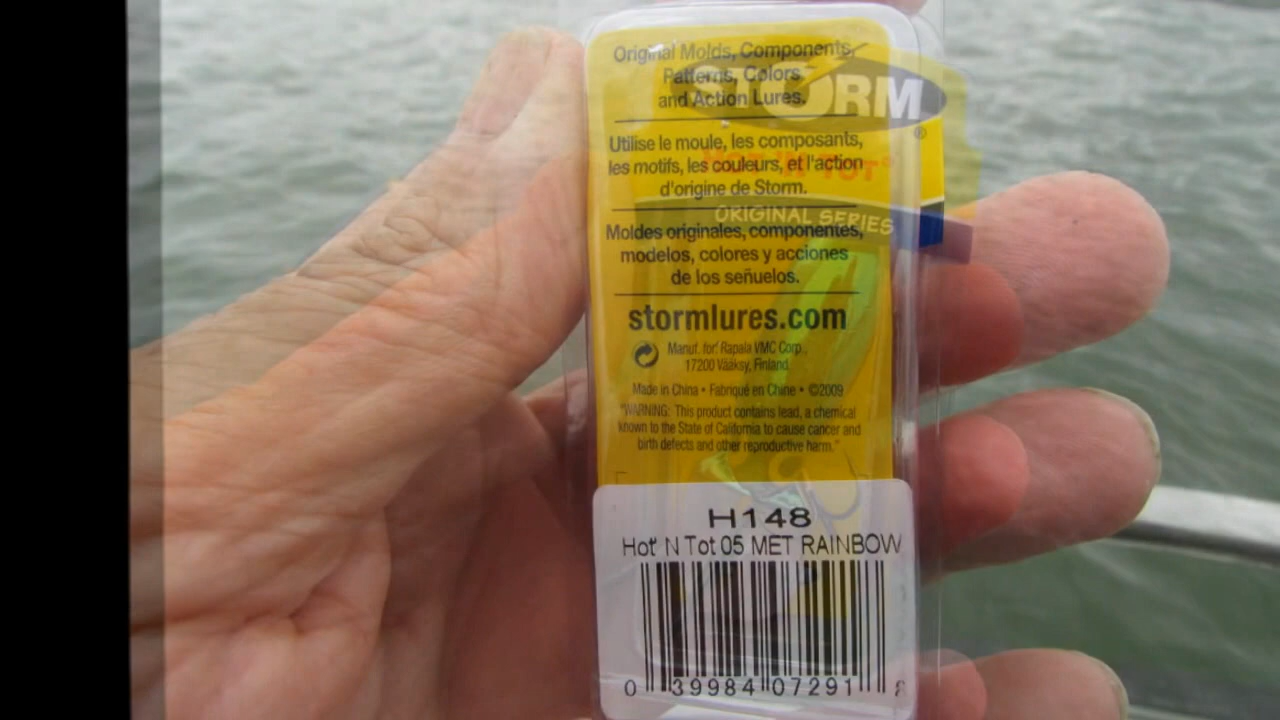 Original Molds, Components,
Patterns, Colors
and Action Lures.
STORM
®
Utilise le moule, les composants,
les motifs, les couleurs, et l'action
d'origine de Storm.
HOT 'N TOT®
ORIGINAL SERIES
Moldes originales, componentes,
modelos, colores y acciones
de los señuelos.
stormlures.com
Manuf. for: Rapala VMC Corp.,
17200 Vääksy, Finland.
Made in China • Fabriqué en Chine • ©2009
"WARNING: This product contains lead, a chemical
known to the State of California to cause cancer and
birth defects and other reproductive harm."
H148
Hot' N Tot 05 MET RAINBOW
0 39984 07291 8